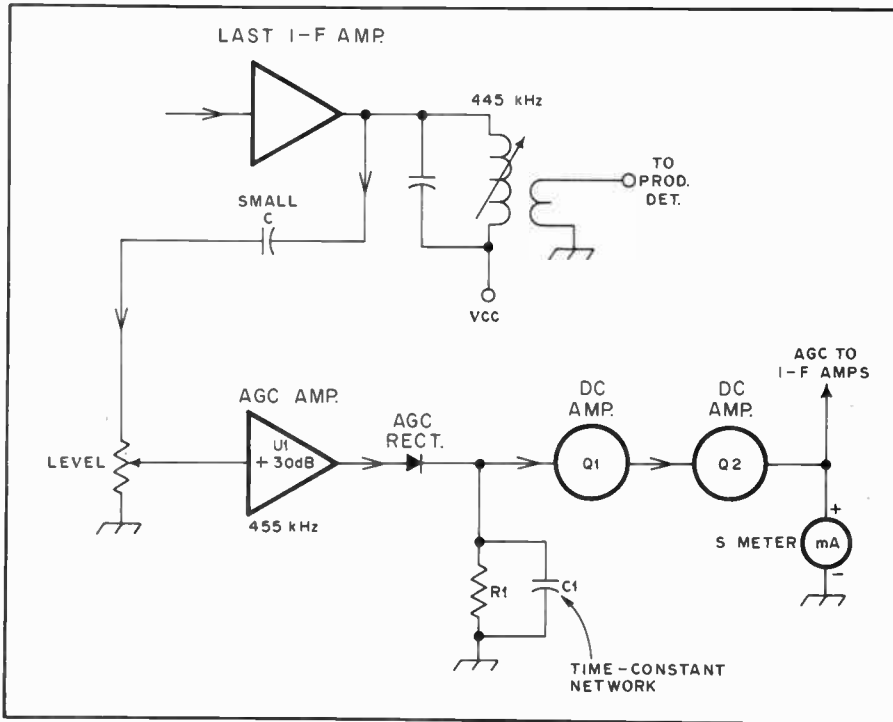 LAST I-F AMP.
445 kHz
TO
PROD.
DET.
SMALL
C
VCC
AGC TO
I-F AMPS
AGC AMP.
AGC
RECT.
DC
AMP.
DC
AMP.
LEVEL
U1
+30dB
Q1
Q2
455 kHz
+
S METER
mA
-
R1
C1
TIME-CONSTANT
NETWORK